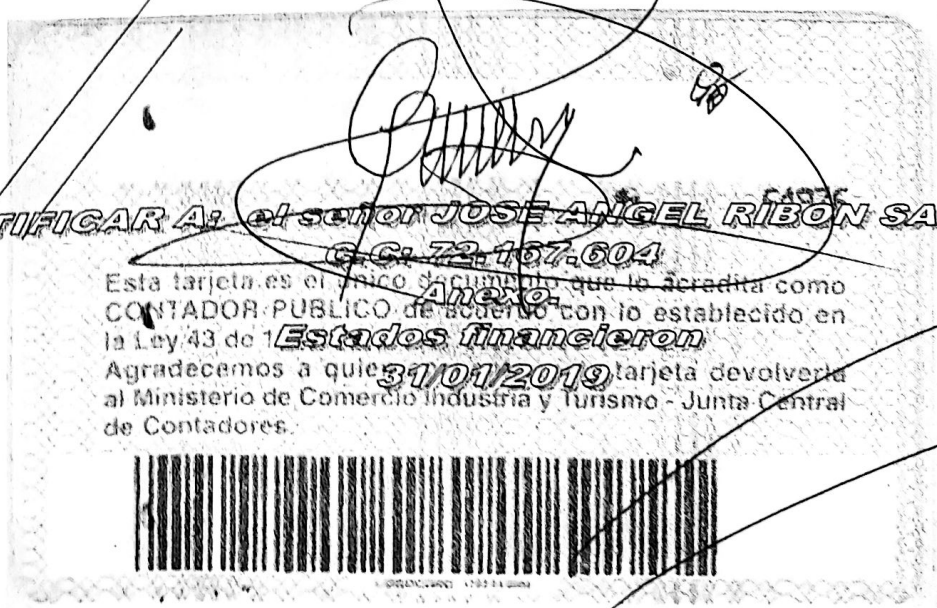 TIFICAR A: el señor JOSE ANGEL RIBON SA
C.C: 72.167.604
Esta tarjeta es el único documento que lo acredita como
Anexo.
CONTADOR PUBLICO de acuerdo con lo establecido en
la Ley 43 de 1
Estados financieron
Agradecemos a quie
31/01/2019
tarjeta devolverla
al Ministerio de Comercio Industria y Turismo - Junta Central
de Contadores.